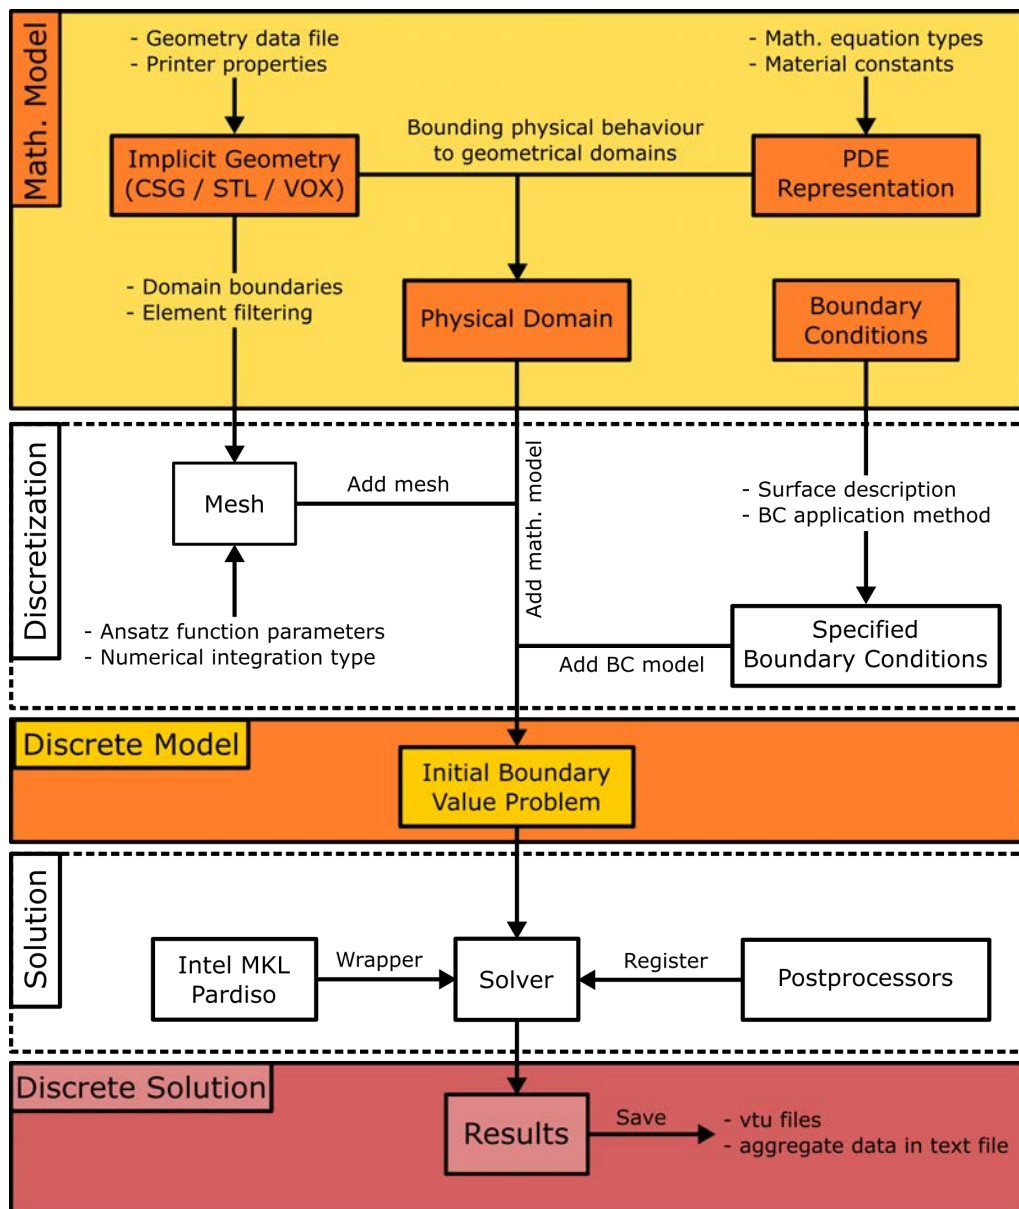 Math. Model
- Geometry data file
- Printer properties
- Math. equation types
- Material constants
Implicit Geometry
(CSG / STL / VOX)
Bounding physical behaviour
to geometrical domains
PDE
Representation
- Domain boundaries
- Element filtering
Physical Domain
Boundary
Conditions
Discretization
Mesh
Add mesh
Add math. model
- Surface description
- BC application method
- Ansatz function parameters
- Numerical integration type
Add BC model
Specified
Boundary Conditions
Discrete Model
Initial Boundary
Value Problem
Solution
Intel MKL
Pardiso
Wrapper
Solver
Register
Postprocessors
Discrete Solution
Results
Save
- vtu files
- aggregate data in text file